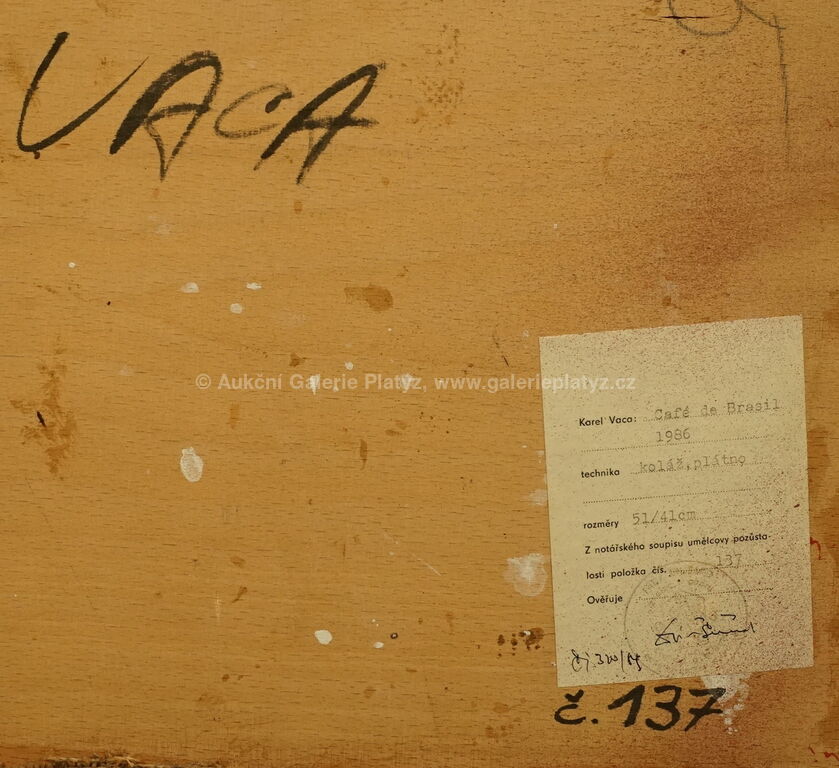 VACA
© Aukční Galerie Platyz, www.galerieplatyz.cz
Karel Vaca: Café de Brasil
1986
technika koláž,plátno
rozměry 51/41cm
Z notářského soupisu umělcovy pozůsta-
losti položka čís. 137
Ověřuje
č. 137